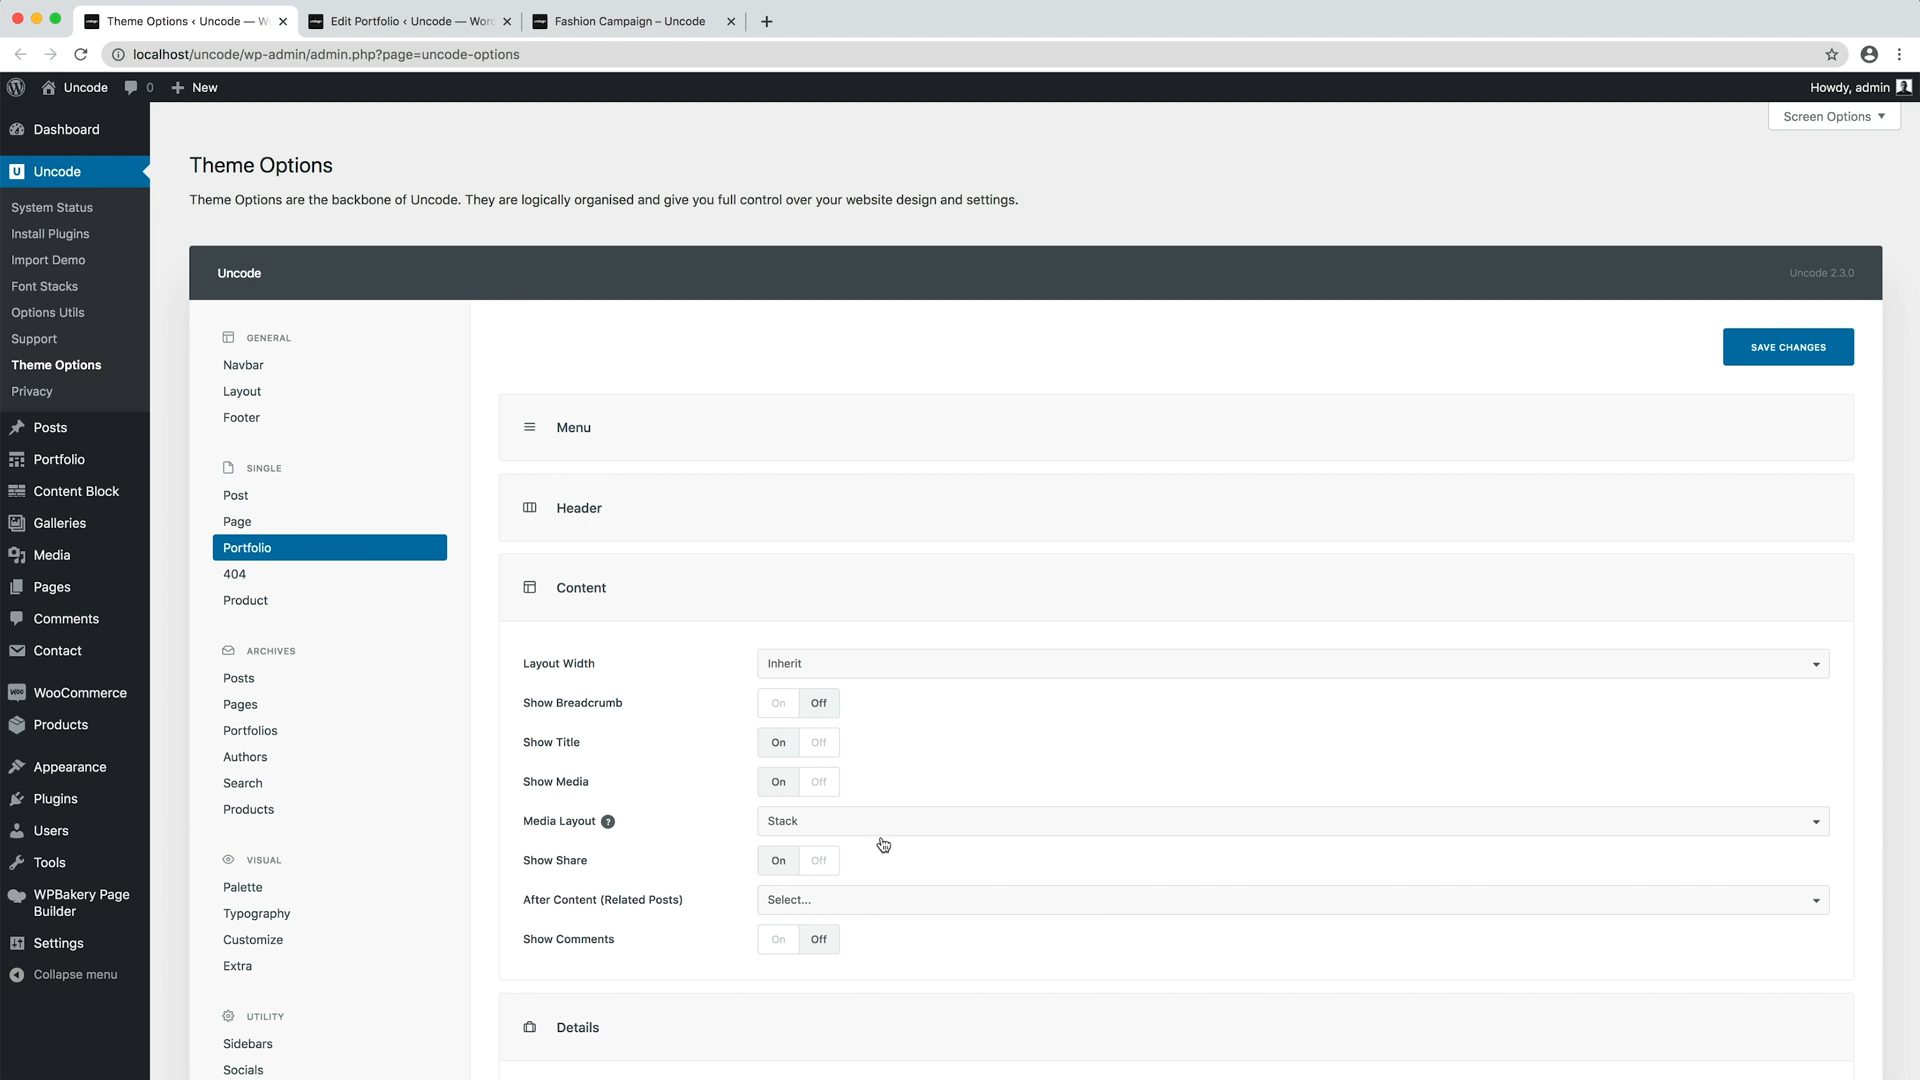 Theme Options ‹ Uncode — W
Edit Portfolio ‹ Uncode — Wor
Fashion Campaign – Uncode
localhost/uncode/wp-admin/admin.php?page=uncode-options
Uncode
0
New
Howdy, admin
Screen Options
Dashboard
Uncode
System Status
Install Plugins
Import Demo
Font Stacks
Options Utils
Support
Theme Options
Privacy
Posts
Portfolio
Content Block
Galleries
Media
Pages
Comments
Contact
WooCommerce
Products
Appearance
Plugins
Users
Tools
WPBakery Page
Builder
Settings
Collapse menu
Theme Options
Theme Options are the backbone of Uncode. They are logically organised and give you full control over your website design and settings.
Uncode
Uncode 2.3.0
GENERAL
Navbar
Layout
Footer
SINGLE
Post
Page
Portfolio
404
Product
ARCHIVES
Posts
Pages
Portfolios
Authors
Search
Products
VISUAL
Palette
Typography
Customize
Extra
UTILITY
Sidebars
Socials
SAVE CHANGES
Menu
Header
Content
Layout Width
Inherit
Show Breadcrumb
On Off
Show Title
On Off
Show Media
On Off
Media Layout ?
Stack
Show Share
On Off
After Content (Related Posts)
Select...
Show Comments
On Off
Details